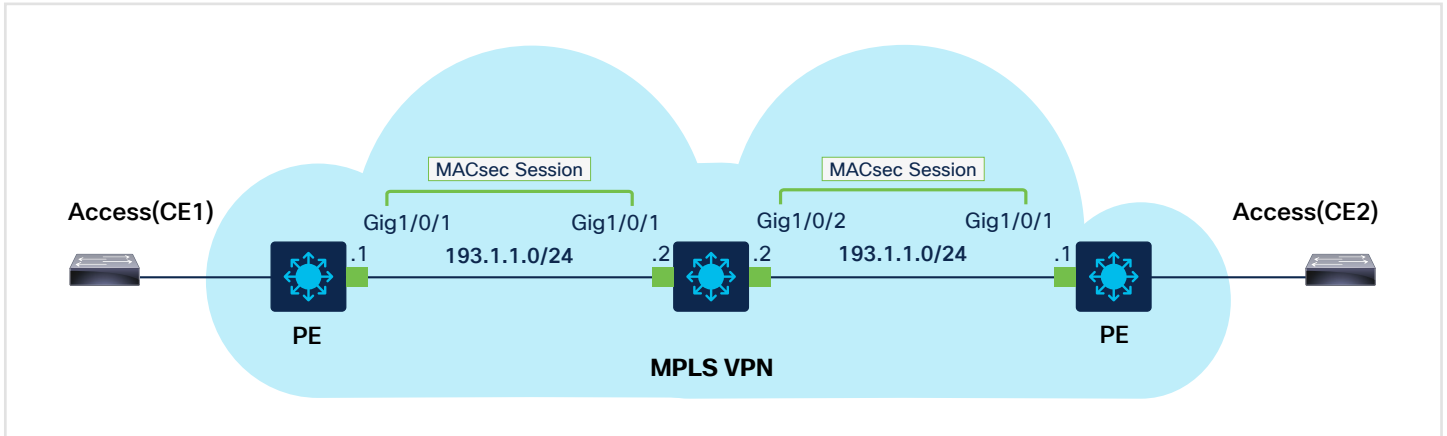 MACsec Session
MACsec Session
Access(CE1)
Access(CE2)
Gig1/0/1
Gig1/0/1
Gig1/0/2
Gig1/0/1
.1
193.1.1.0/24
.2
.2
193.1.1.0/24
.1
PE
PE
MPLS VPN